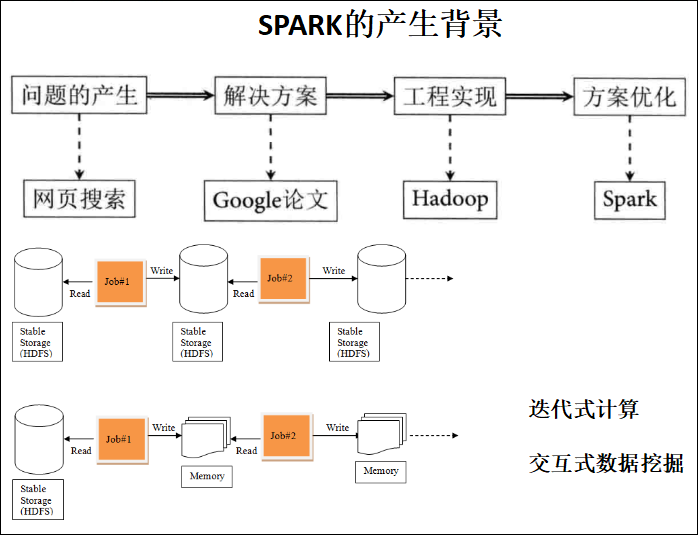 SPARK的产生背景
问题的产生
解决方案
工程实现
方案优化
网页搜索
Google论文
Hadoop
Spark
Job#1
Write
Read
Job#2
Write
Read
Stable
Storage
(HDFS)
Stable
Storage
(HDFS)
Stable
Storage
(HDFS)
Job#1
Write
Read
Job#2
Write
Read
Memory
Memory
Stable
Storage
(HDFS)
迭代式计算
交互式数据挖掘